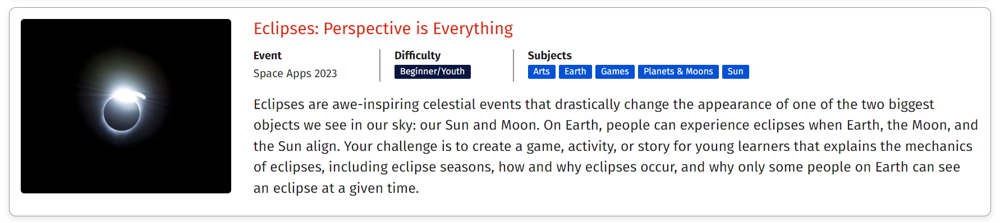 Eclipses: Perspective is Everything
Event
Space Apps 2023
Difficulty
Beginner/Youth
Subjects
Arts Earth Games Planets & Moons Sun
Eclipses are awe-inspiring celestial events that drastically change the appearance of one of the two biggest
objects we see in our sky: our Sun and Moon. On Earth, people can experience eclipses when Earth, the Moon, and
the Sun align. Your challenge is to create a game, activity, or story for young learners that explains the mechanics
of eclipses, including eclipse seasons, how and why eclipses occur, and why only some people on Earth can see
an eclipse at a given time.